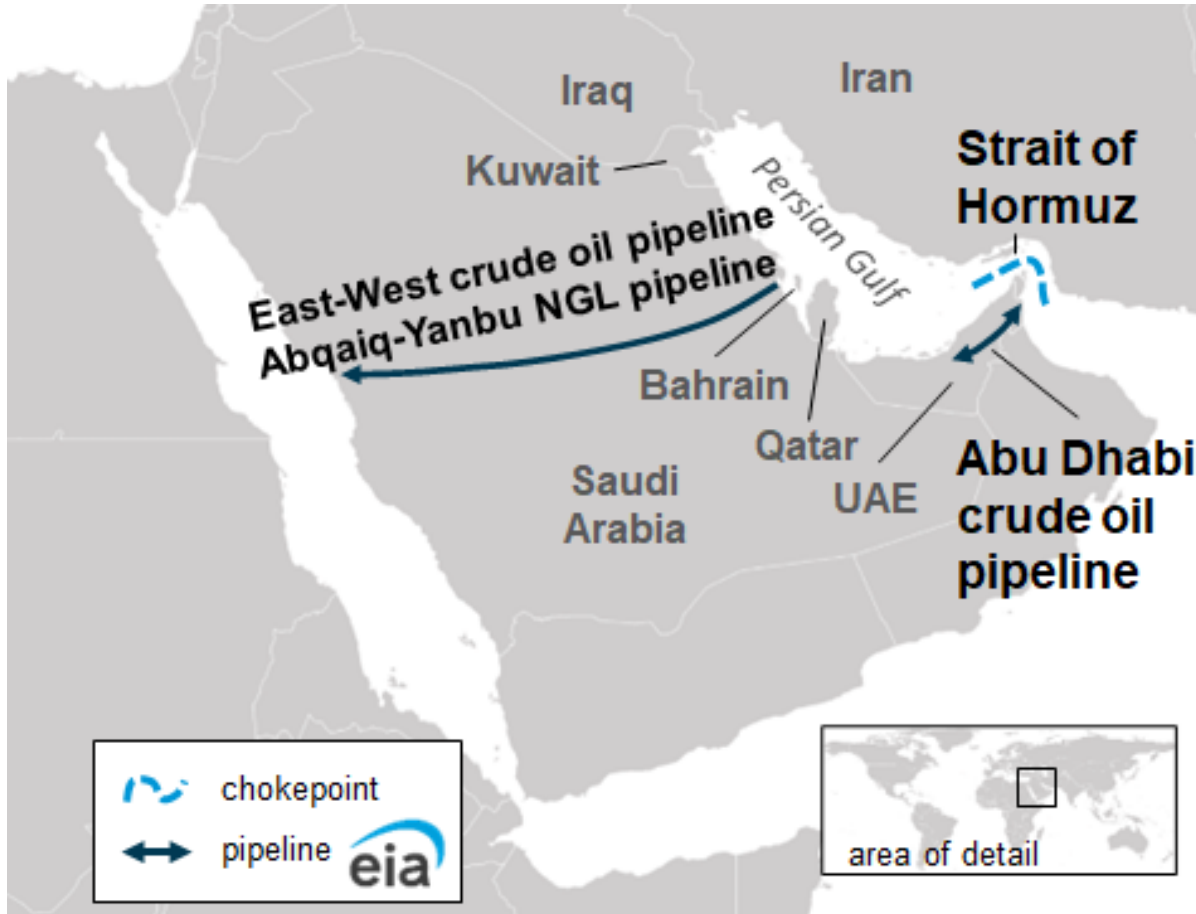 Iraq
Iran
Kuwait
Strait of
Hormuz
Persian Gulf
East-West crude oil pipeline
Abqaiq-Yanbu NGL pipeline
Bahrain
Qatar
UAE
Saudi
Arabia
Abu Dhabi
crude oil
pipeline
chokepoint
pipeline
eia
area of detail